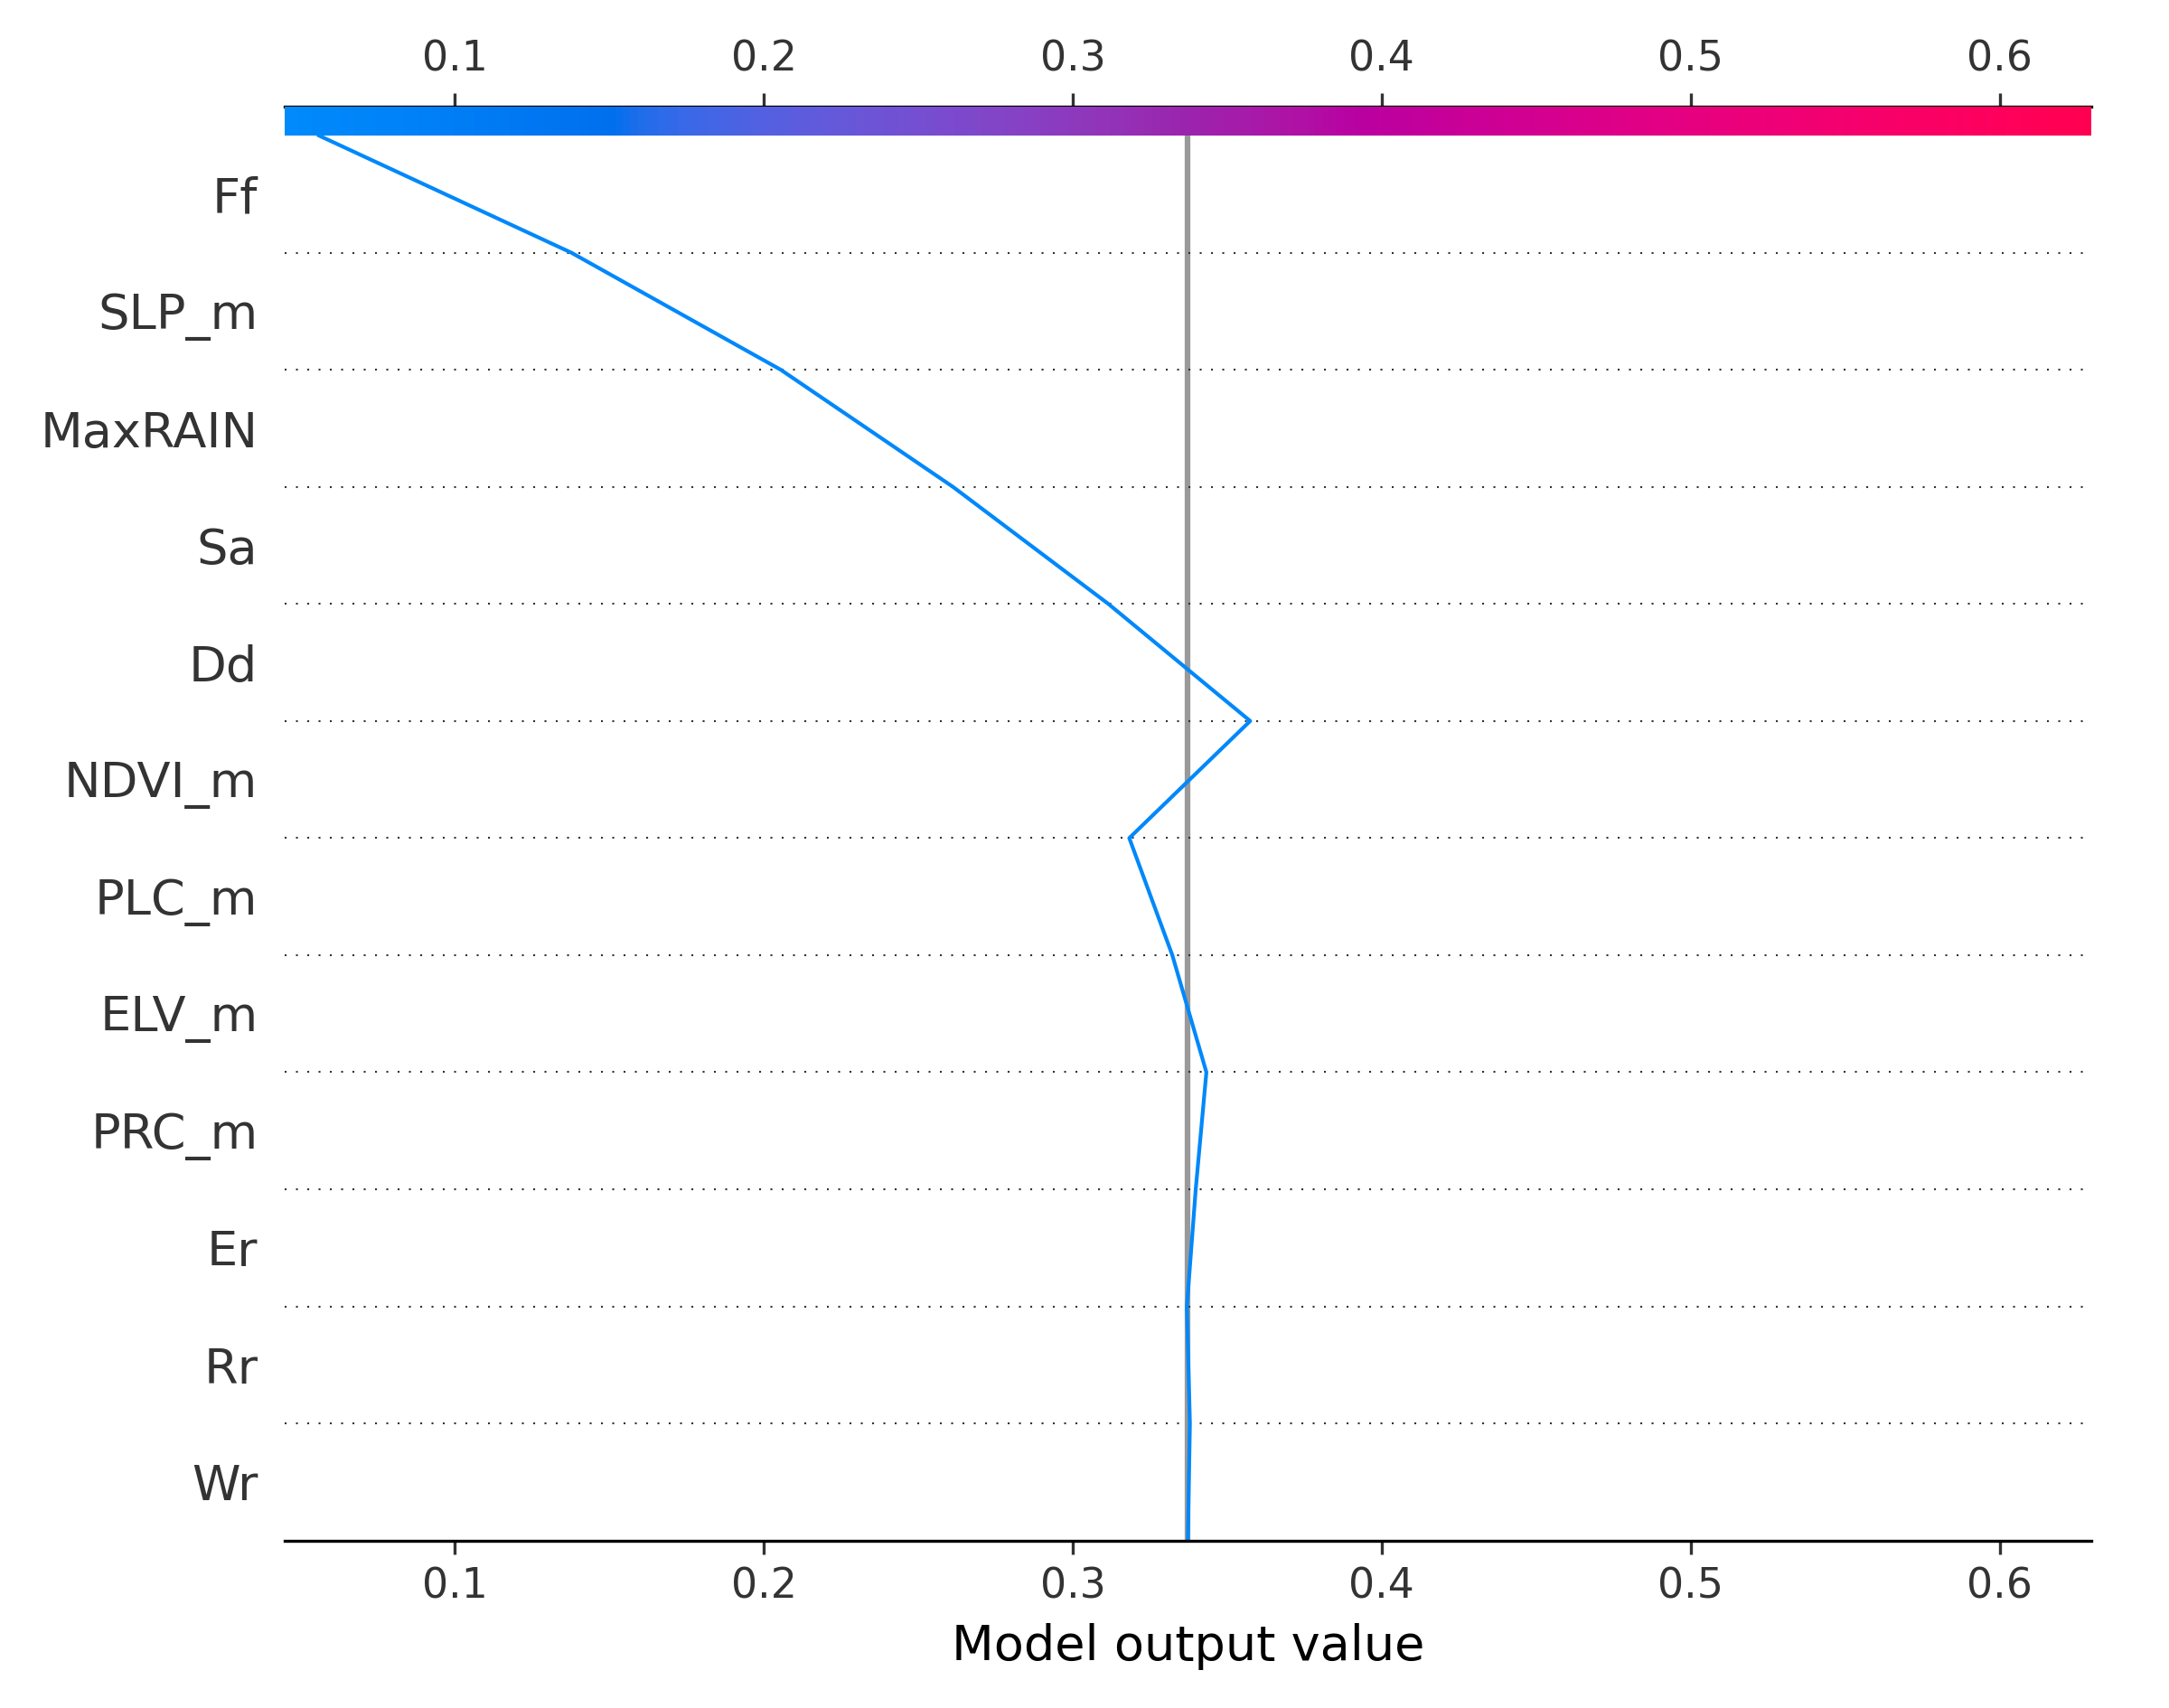 0.1 0.2 0.3 0.4 0.5 0.6
Ff
SLP_m
MaxRAIN
Sa
Dd
NDVI_m
PLC_m
ELV_m
PRC_m
Er
Rr
Wr
0.1 0.2 0.3 0.4 0.5 0.6
Model output value